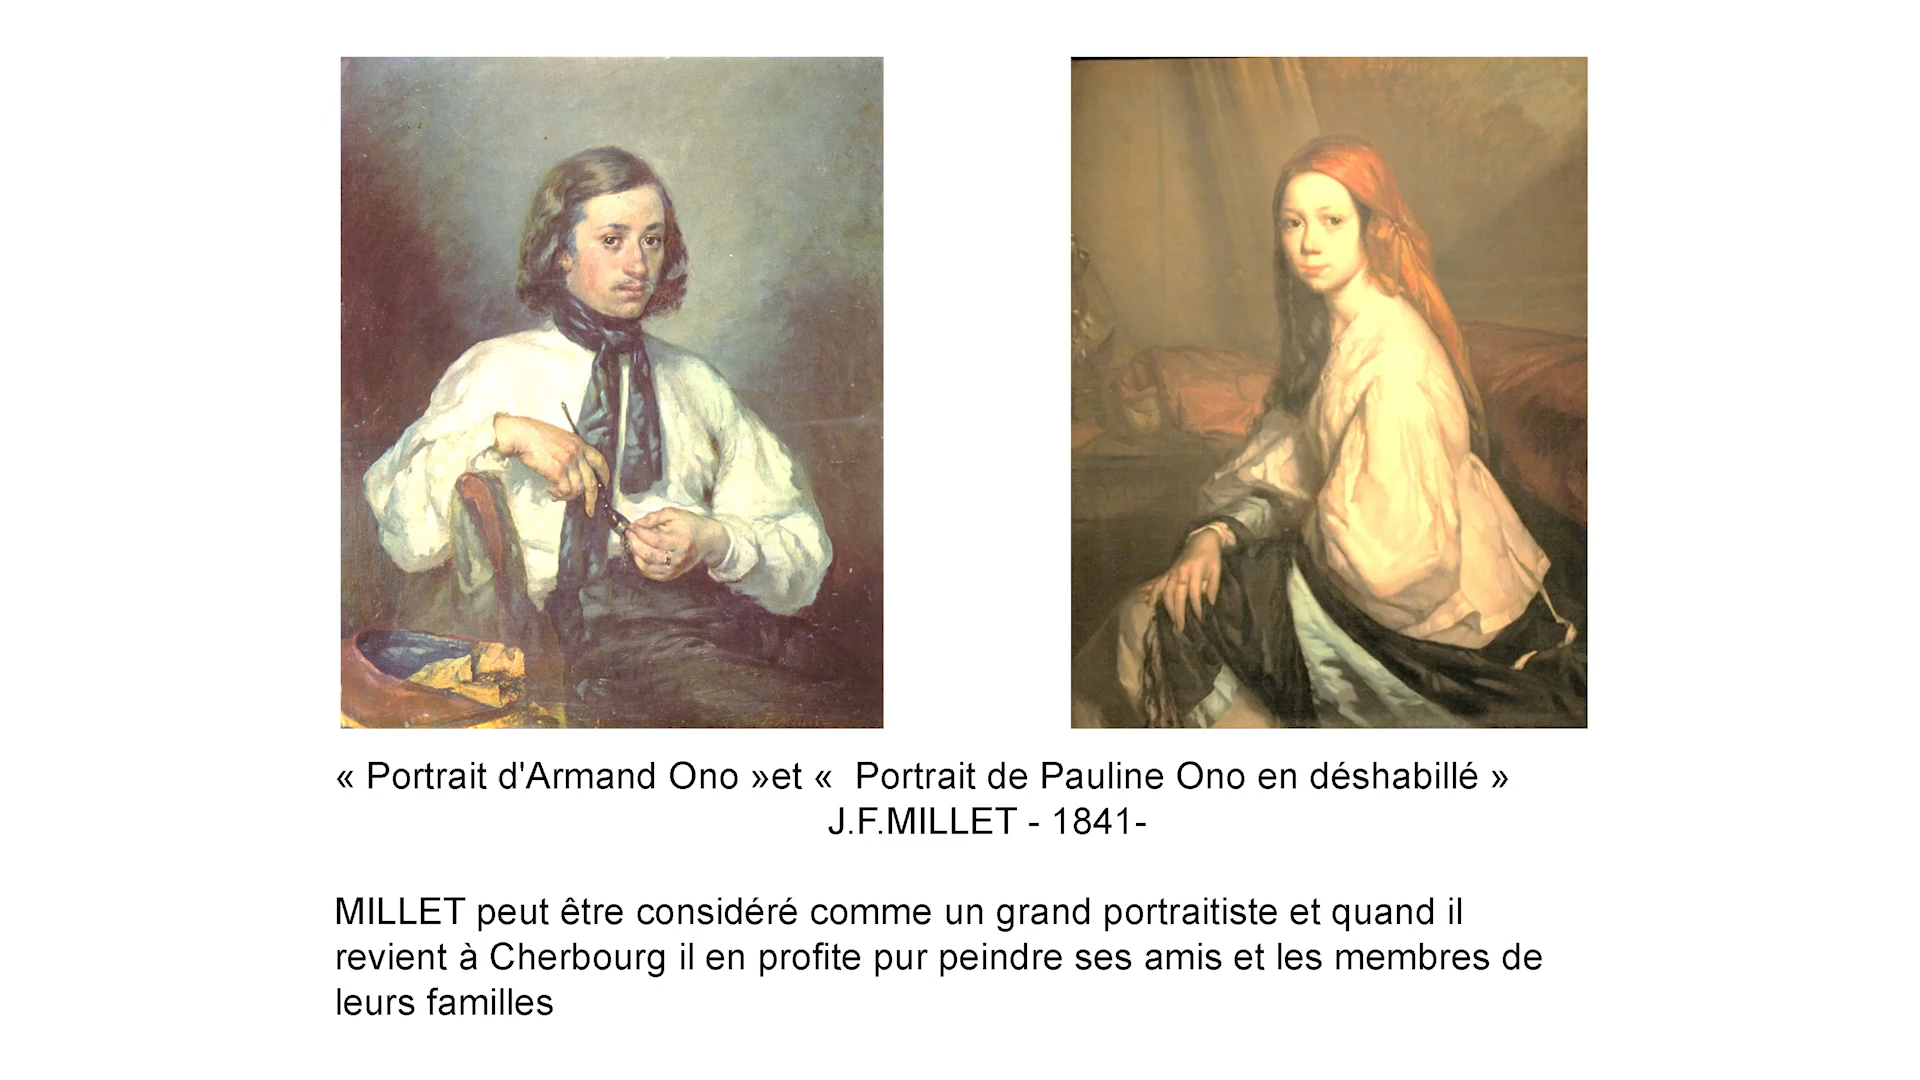 « Portrait d'Armand Ono »et «  Portrait de Pauline Ono en déshabillé »
J.F.MILLET - 1841-
MILLET peut être considéré comme un grand portraitiste et quand il
revient à Cherbourg il en profite pur peindre ses amis et les membres de
leurs familles